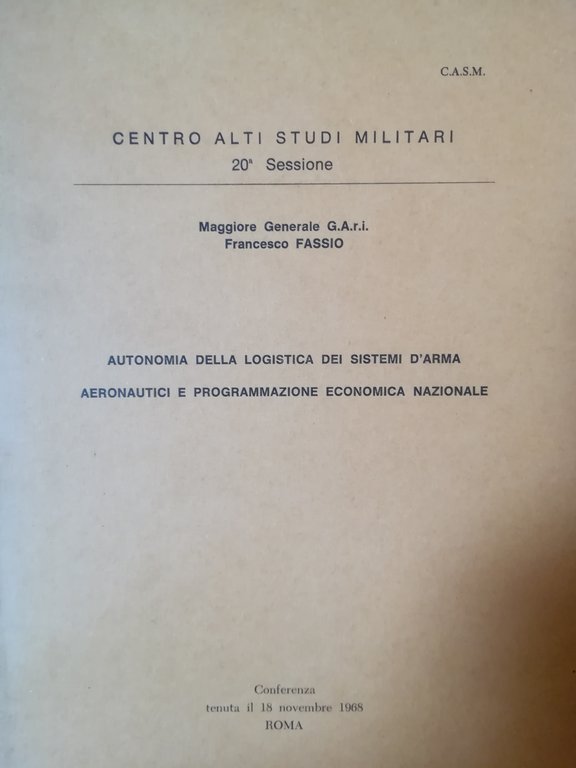 C.A.S.M.
CENTRO ALTI STUDI MILITARI
20ª Sessione
Maggiore Generale G.A.r.i.
Francesco FASSIO
AUTONOMIA DELLA LOGISTICA DEI SISTEMI D'ARMA
AERONAUTICI E PROGRAMMAZIONE ECONOMICA NAZIONALE
Conferenza
tenuta il 18 novembre 1968
ROMA